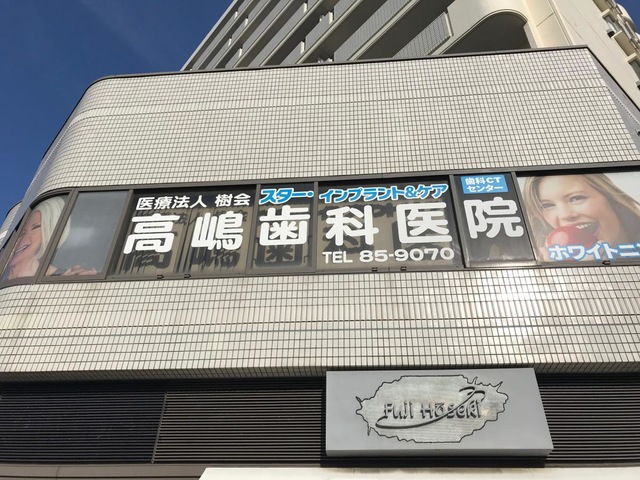 医療法人 樹会 スター・インプラント&ケア
歯科CT
センター
高嶋歯科医院
TEL 85-9070
ホワイトニ
Fuji Hōseki